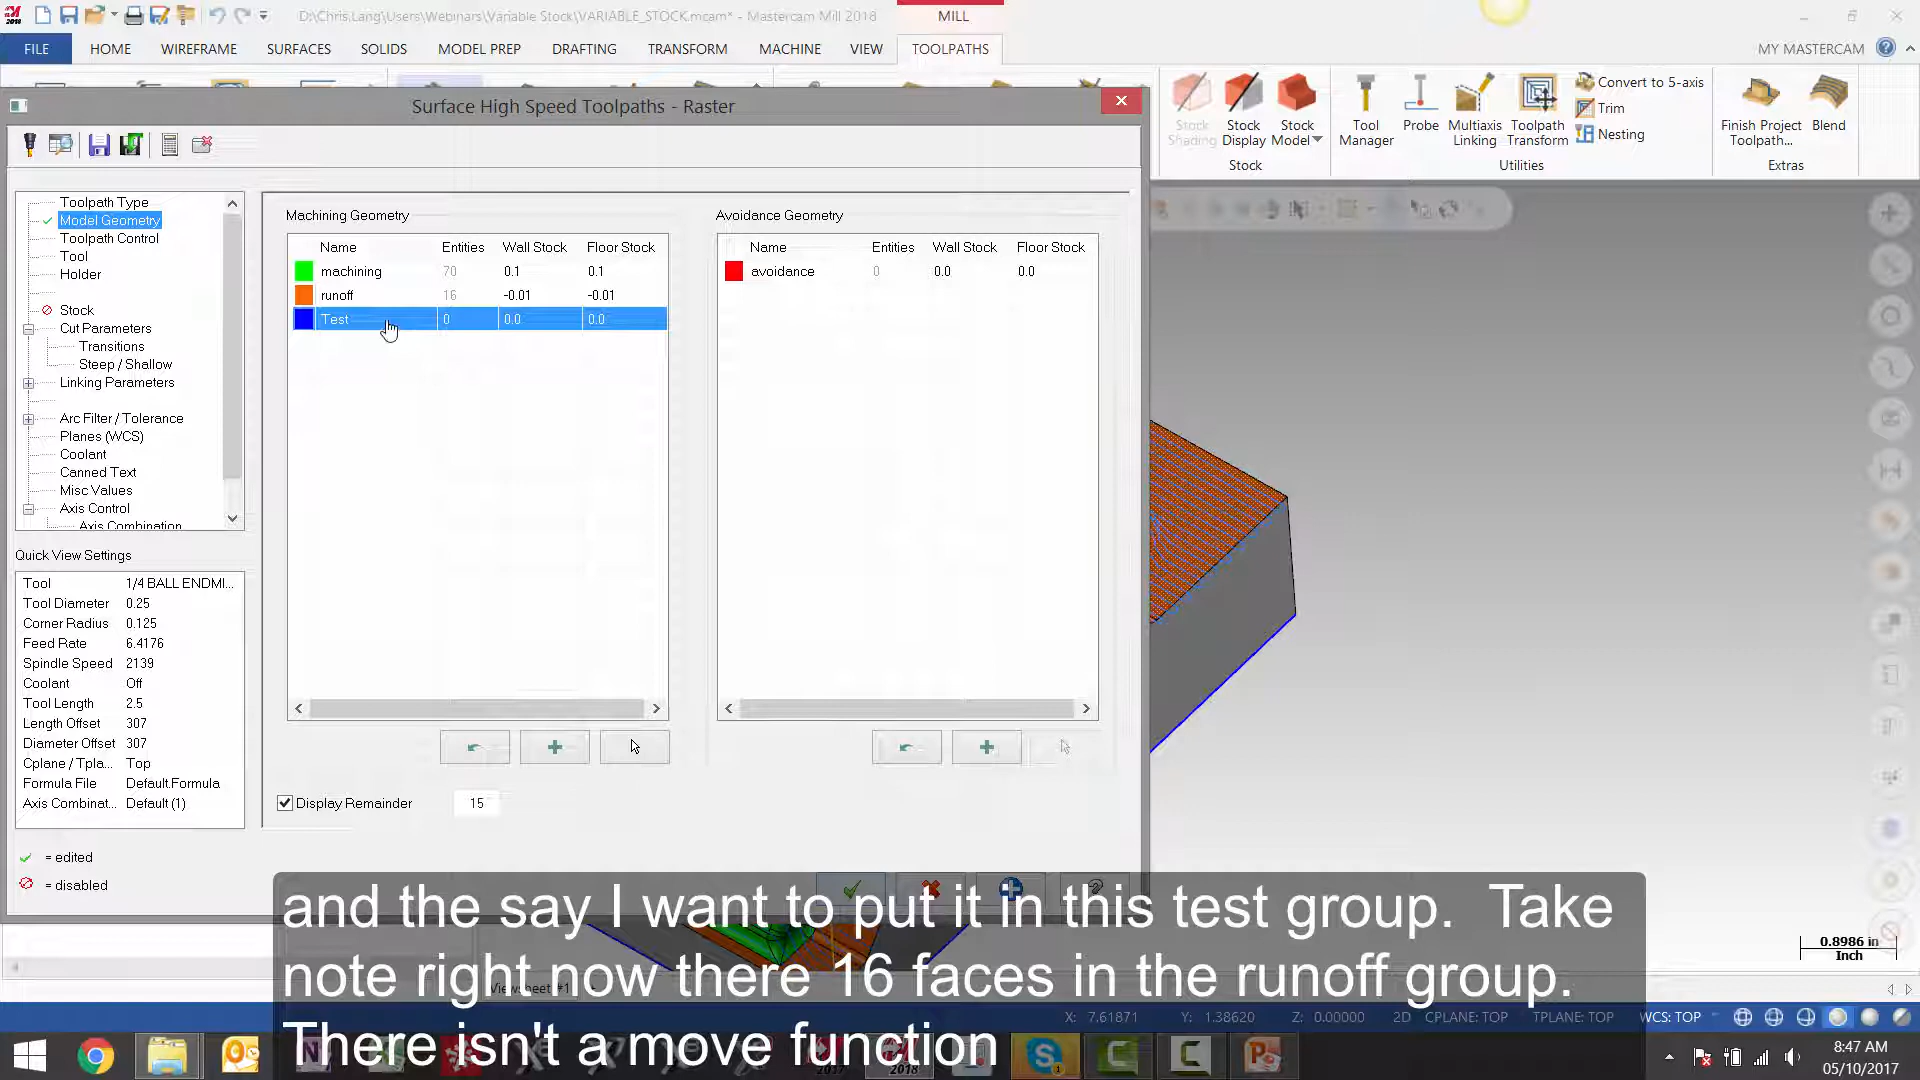 D:\Chris.Lang\Users\Webinars\Variable Stock\VARIABLE_STOCK.mcam* - Mastercam Mill 2018
MILL
FILE HOME WIREFRAME SURFACES SOLIDS MODEL PREP DRAFTING TRANSFORM MACHINE VIEW TOOLPATHS
MY MASTERCAM
Stock Shading
Stock Display
Stock Model
Stock
Tool Manager
Probe
Multiaxis Linking
Toolpath Transform
Convert to 5-axis
Trim
Nesting
Utilities
Finish Project Toolpath...
Blend
Extras
Surface High Speed Toolpaths - Raster
Toolpath Type
Model Geometry
Toolpath Control
Tool
Holder
Stock
Cut Parameters
Transitions
Steep / Shallow
Linking Parameters
Arc Filter / Tolerance
Planes (WCS)
Coolant
Canned Text
Misc Values
Axis Control
Axis Combination
Machining Geometry
Name Entities Wall Stock Floor Stock
machining 70 0.1 0.1
runoff 16 -0.01 -0.01
Test 0 0.0 0.0
Avoidance Geometry
Name Entities Wall Stock Floor Stock
avoidance 0 0.0 0.0
Display Remainder 15
Quick View Settings
Tool 1/4 BALL ENDMI...
Tool Diameter 0.25
Corner Radius 0.125
Feed Rate 6.4176
Spindle Speed 2139
Coolant Off
Tool Length 2.5
Length Offset 307
Diameter Offset 307
Cplane / Tpla... Top
Formula File Default.Formula
Axis Combinat... Default (1)
= edited
= disabled
and the say I want to put it in this test group. Take
note right now there 16 faces in the runoff group.
There isn't a move function
Viewsheet #1
0.8986 in
Inch
X: 7.61871 Y: 1.38620 Z: 0.00000 2D CPLANE: TOP TPLANE: TOP WCS: TOP
8:47 AM
05/10/2017